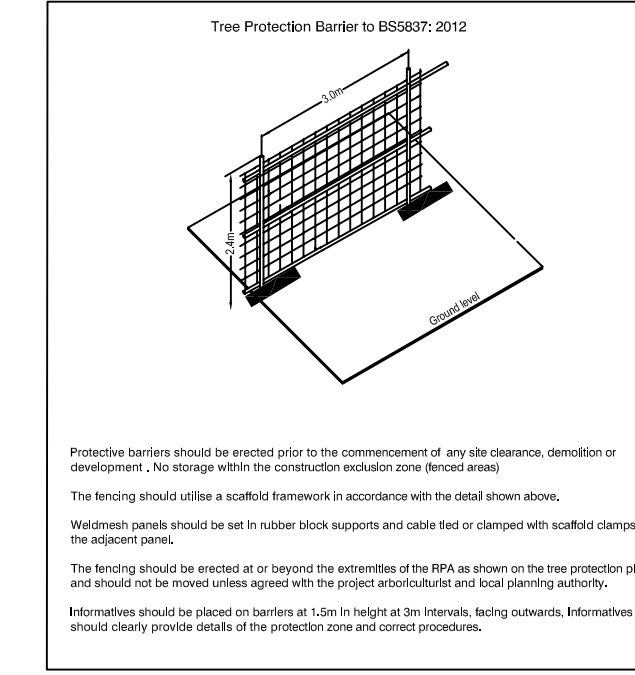 Tree Protection Barrier to BS5837: 2012
3.0m
2.4m
Ground level
Protective barriers should be erected prior to the commencement of any site clearance, demolition or
development . No storage within the construction exclusion zone (fenced areas)
The fencing should utilise a scaffold framework in accordance with the detail shown above.
Weldmesh panels should be set in rubber block supports and cable tied or clamped with scaffold clamps
the adjacent panel.
The fencing should be erected at or beyond the extremities of the RPA as shown on the tree protection
and should not be moved unless agreed with the project arboriculturist and local planning authority.
Informatives should be placed on barriers at 1.5m in height at 3m intervals, facing outwards, Informatives
should clearly provide details of the protection zone and correct procedures.